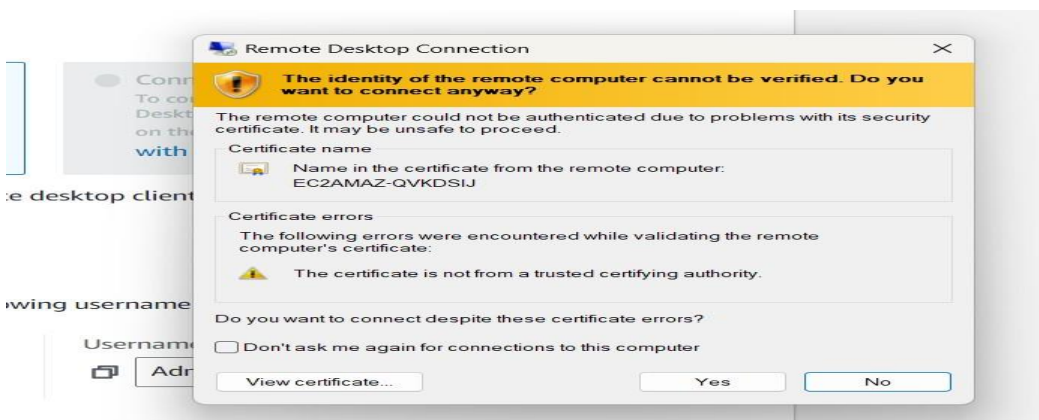 Remote Desktop Connection
The identity of the remote computer cannot be verified. Do you
want to connect anyway?
The remote computer could not be authenticated due to problems with its security
certificate. It may be unsafe to proceed.
Certificate name
Name in the certificate from the remote computer:
EC2AMAZ-QVKDSIJ
Certificate errors
The following errors were encountered while validating the remote
computer's certificate:
The certificate is not from a trusted certifying authority.
Do you want to connect despite these certificate errors?
Don't ask me again for connections to this computer
View certificate...
Yes
No
Conn
To con
Deskt
on the
with
e desktop client
owing username
Username
Adr